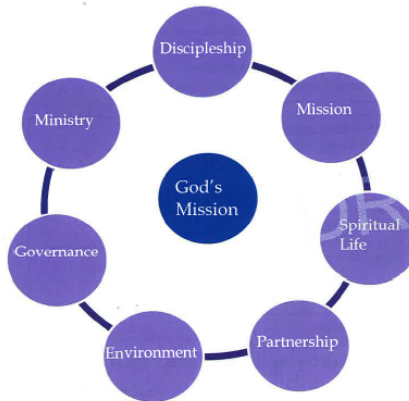 Discipleship
Mission
Spiritual
Life
Partnership
Environment
Governance
Ministry
God's
Mission